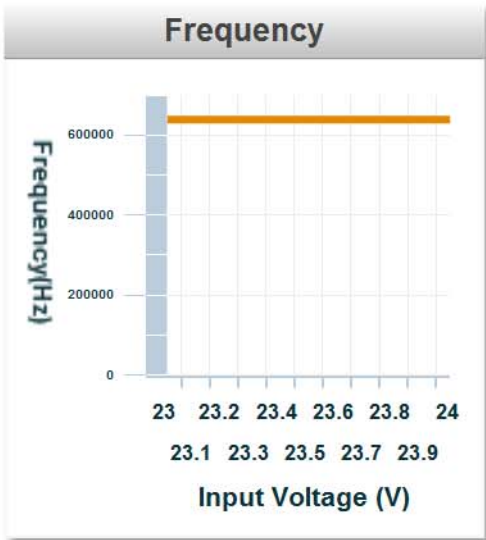 Frequency
Frequency(Hz)
600000
400000
200000
0
23 23.2 23.4 23.6 23.8 24
23.1 23.3 23.5 23.7 23.9
Input Voltage (V)